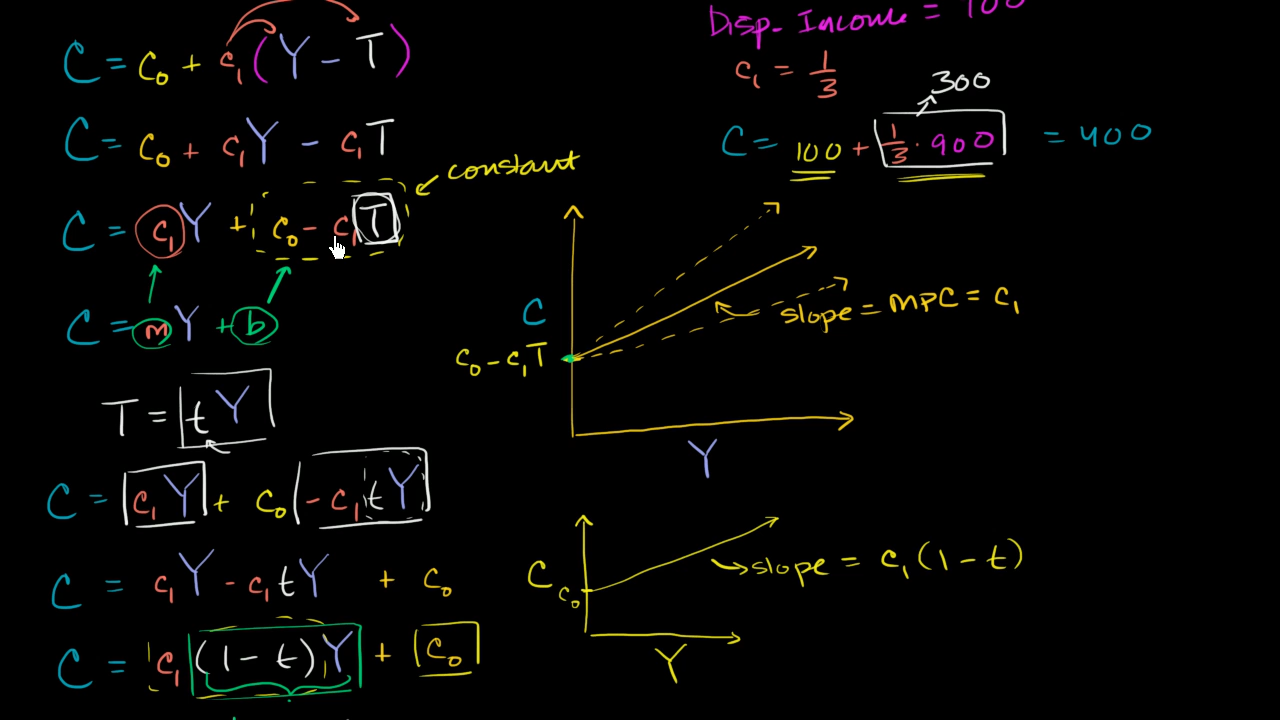 C = c₀ + c₁(Y - T)
C = c₀ + c₁Y - c₁T
constant
C = c₁Y + c₀ - c₁T
C = mY + b
T = tY
C = c₁Y + c₀ - c₁tY
C = c₁Y - c₁tY + c₀
C = c₁(1 - t)Y + c₀
Disp. Income =
c₁ = 1/3
300
C = 100 + 1/3 · 900 = 400
C
slope = MPC = c₁
c₀ - c₁T
Y
C
c₀
slope = c₁(1 - t)
Y